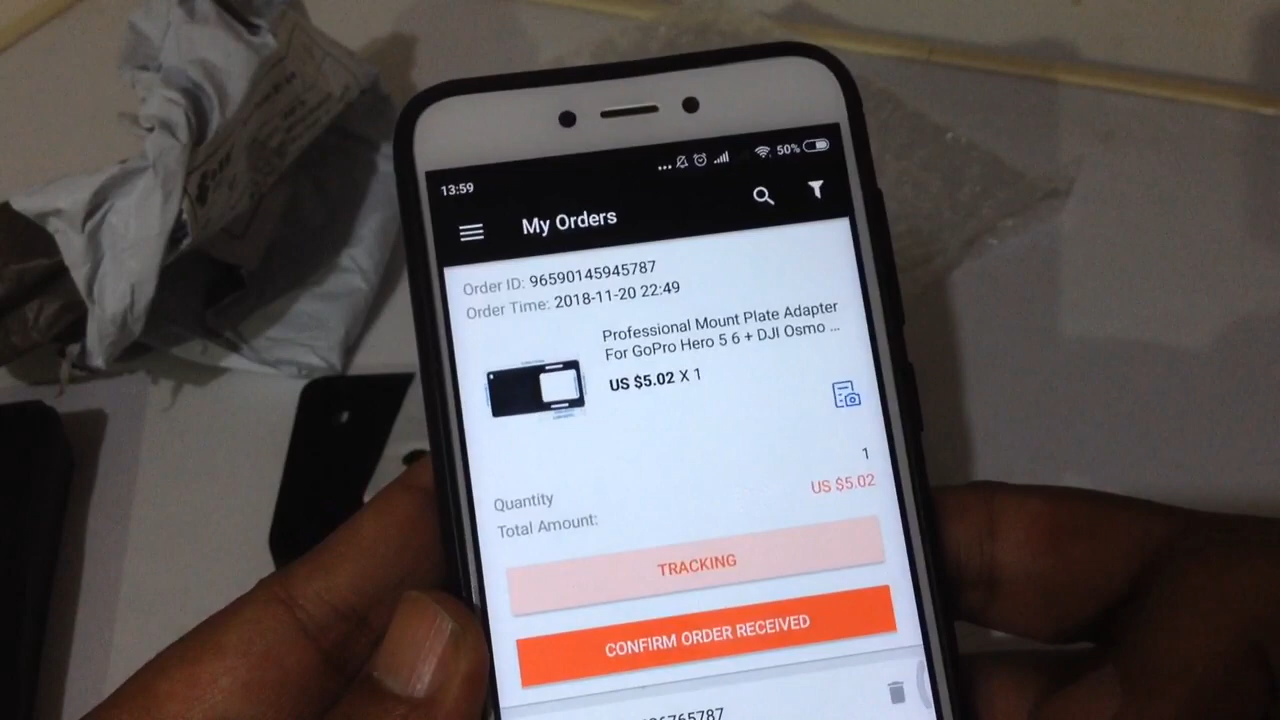 13:59
... 50%
My Orders
Order ID: 96590145945787
Order Time: 2018-11-20 22:49
Professional Mount Plate Adapter
For GoPro Hero 5 6 + DJI Osmo ...
US $5.02 X 1
Quantity 1
Total Amount: US $5.02
TRACKING
CONFIRM ORDER RECEIVED
6765787